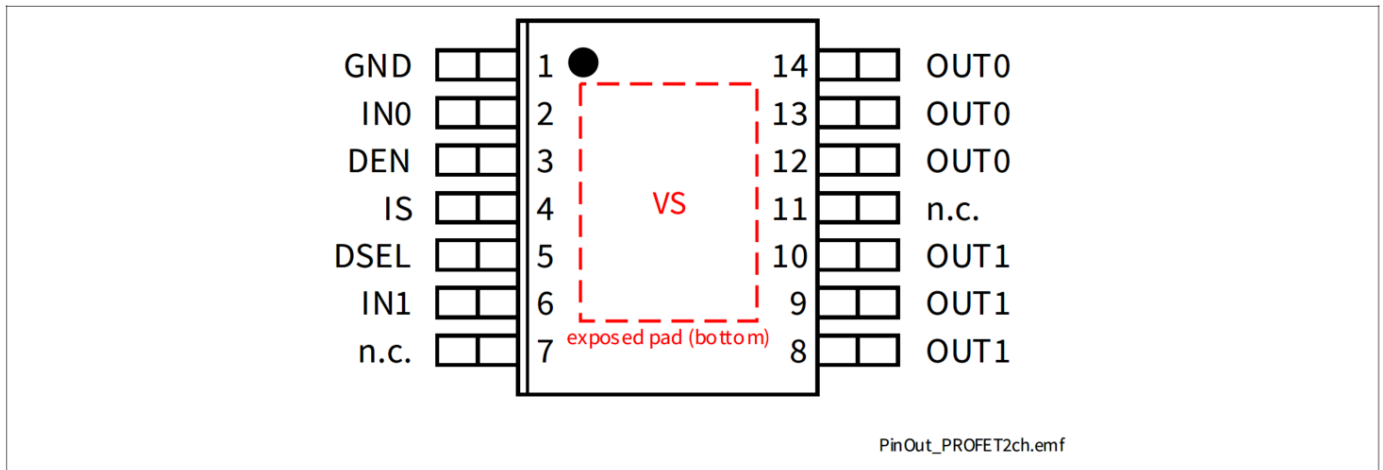 GND 1 14 OUT0
IN0 2 13 OUT0
DEN 3 12 OUT0
IS 4 VS 11 n.c.
DSEL 5 10 OUT1
IN1 6 9 OUT1
exposed pad (bottom)
n.c. 7 8 OUT1
PinOut_PROFET2ch.emf